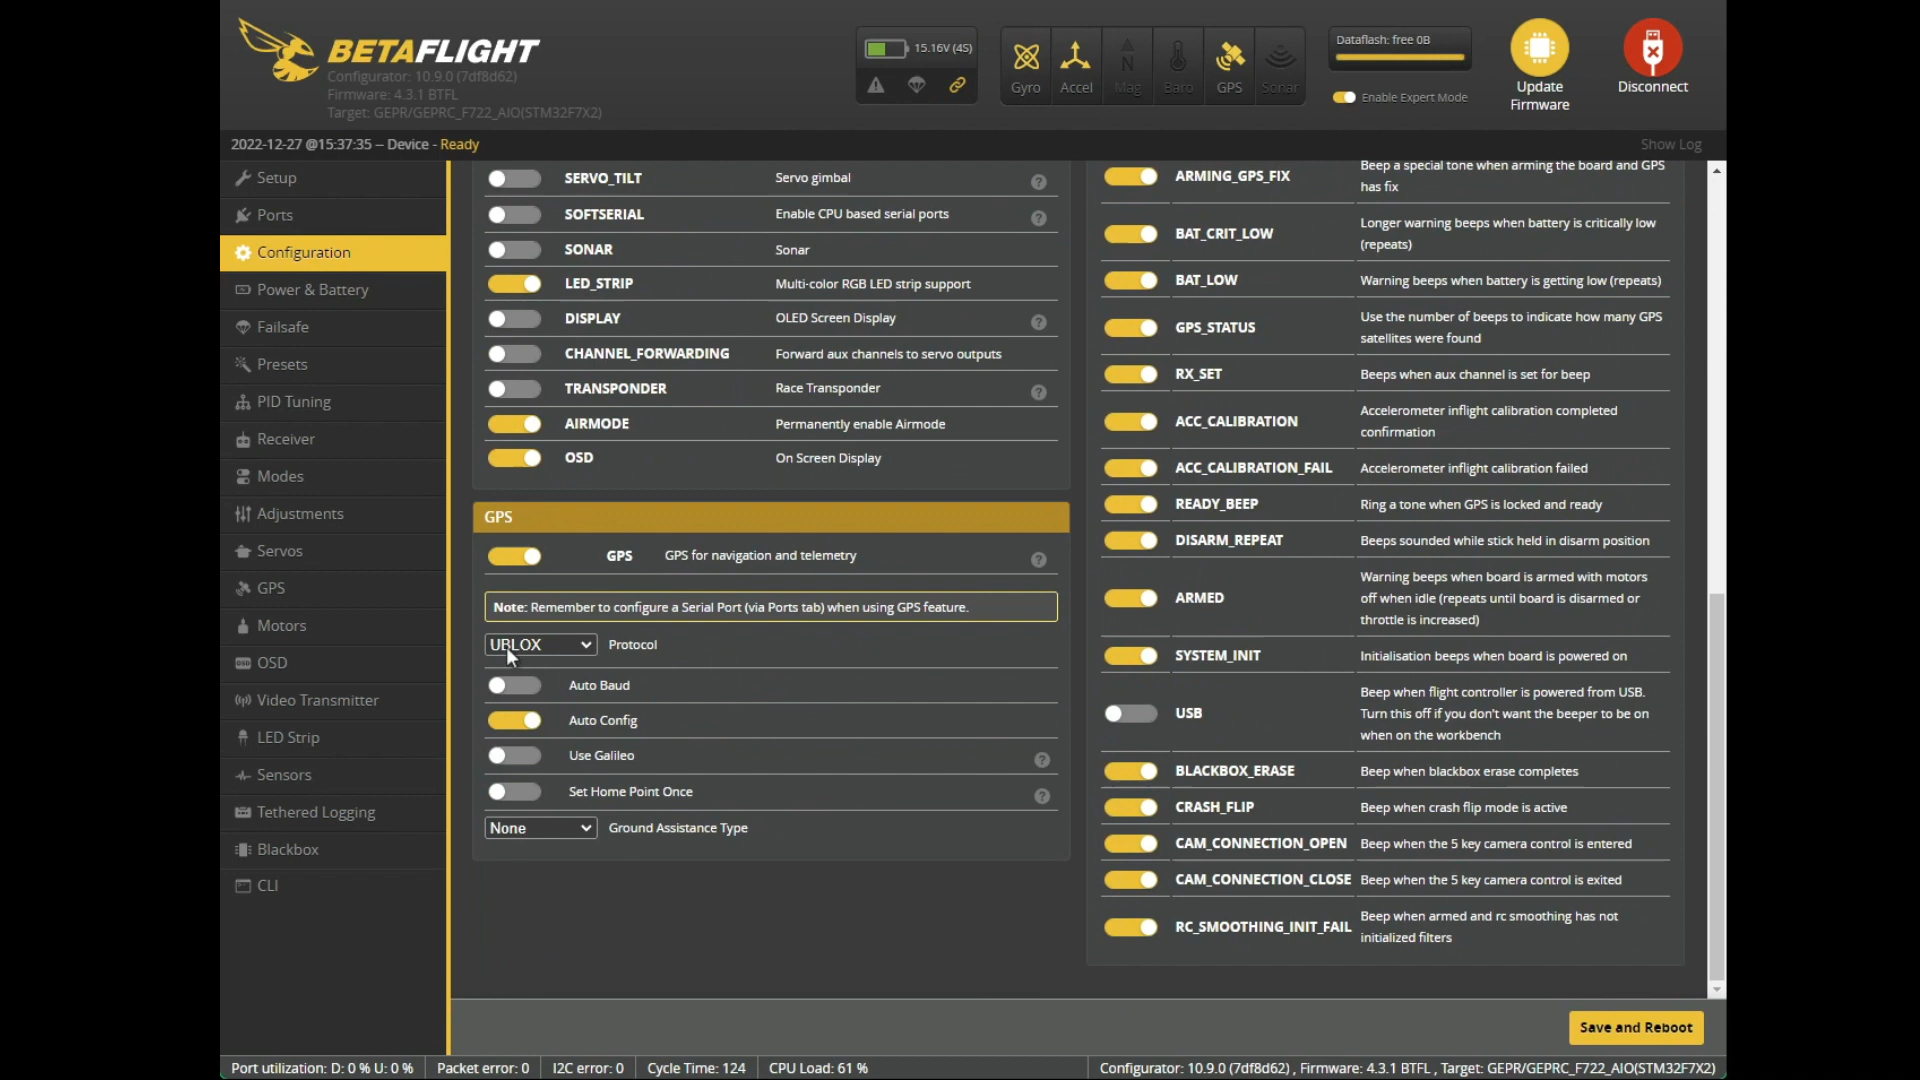 BETAFLIGHT
Configurator: 10.9.0 (7df8d62)
Firmware: 4.3.1 BTFL
Target: GEPR/GEPRC_F722_AIO(STM32F7X2)
15.16V (4S)
Gyro
Accel
Mag
Baro
GPS
Sonar
Dataflash: free 0B
Enable Expert Mode
Update
Firmware
Disconnect
2022-12-27 @15:37:35 -- Device - Ready
Show Log
Setup
Ports
Configuration
Power & Battery
Failsafe
Presets
PID Tuning
Receiver
Modes
Adjustments
Servos
GPS
Motors
OSD
Video Transmitter
LED Strip
Sensors
Tethered Logging
Blackbox
CLI
SERVO_TILT Servo gimbal
SOFTSERIAL Enable CPU based serial ports
SONAR Sonar
LED_STRIP Multi-color RGB LED strip support
DISPLAY OLED Screen Display
CHANNEL_FORWARDING Forward aux channels to servo outputs
TRANSPONDER Race Transponder
AIRMODE Permanently enable Airmode
OSD On Screen Display
GPS
GPS GPS for navigation and telemetry
Note: Remember to configure a Serial Port (via Ports tab) when using GPS feature.
UBLOX Protocol
Auto Baud
Auto Config
Use Galileo
Set Home Point Once
None Ground Assistance Type
ARMING_GPS_FIX Beep a special tone when arming the board and GPS
has fix
BAT_CRIT_LOW Longer warning beeps when battery is critically low
(repeats)
BAT_LOW Warning beeps when battery is getting low (repeats)
GPS_STATUS Use the number of beeps to indicate how many GPS
satellites were found
RX_SET Beeps when aux channel is set for beep
ACC_CALIBRATION Accelerometer inflight calibration completed
confirmation
ACC_CALIBRATION_FAIL Accelerometer inflight calibration failed
READY_BEEP Ring a tone when GPS is locked and ready
DISARM_REPEAT Beeps sounded while stick held in disarm position
ARMED Warning beeps when board is armed with motors
off when idle (repeats until board is disarmed or
throttle is increased)
SYSTEM_INIT Initialisation beeps when board is powered on
USB Beep when flight controller is powered from USB.
Turn this off if you don't want the beeper to be on
when on the workbench
BLACKBOX_ERASE Beep when blackbox erase completes
CRASH_FLIP Beep when crash flip mode is active
CAM_CONNECTION_OPEN Beep when the 5 key camera control is entered
CAM_CONNECTION_CLOSE Beep when the 5 key camera control is exited
RC_SMOOTHING_INIT_FAIL Beep when armed and rc smoothing has not
initialized filters
Save and Reboot
Port utilization: D: 0 % U: 0 % Packet error: 0 I2C error: 0 Cycle Time: 124 CPU Load: 61 % Configurator: 10.9.0 (7df8d62) , Firmware: 4.3.1 BTFL , Target: GEPR/GEPRC_F722_AIO(STM32F7X2)